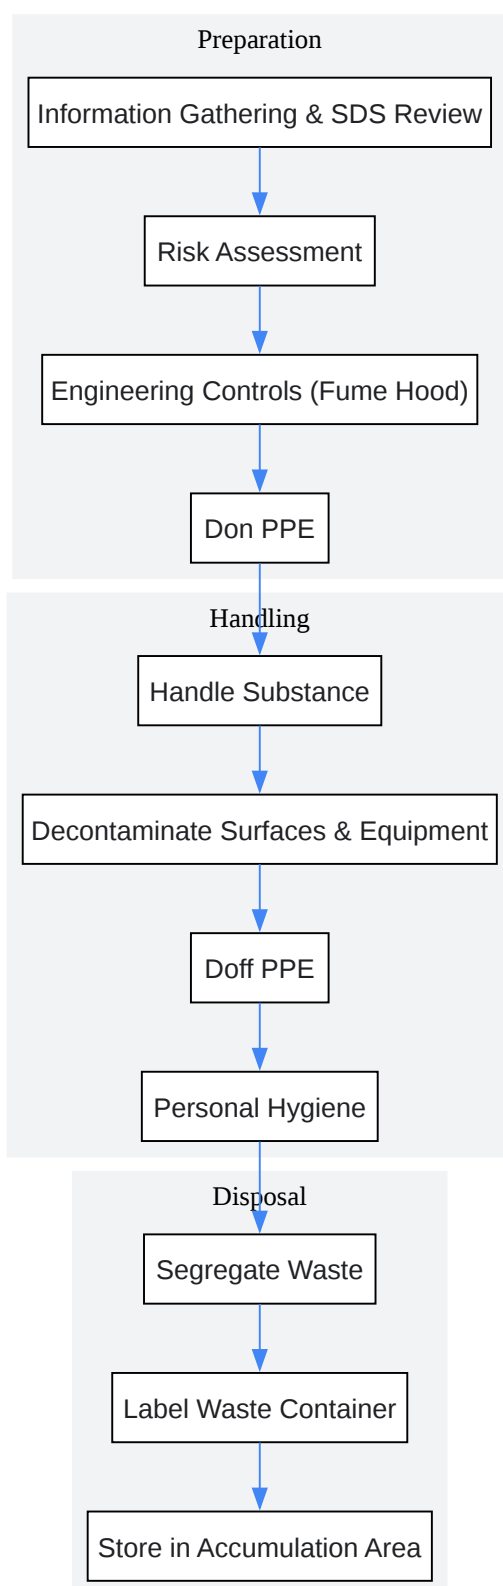 Preparation
Information Gathering & SDS Review
Risk Assessment
Engineering Controls (Fume Hood)
Don PPE
Handling
Handle Substance
Decontaminate Surfaces & Equipment
Doff PPE
Personal Hygiene
Disposal
Segregate Waste
Label Waste Container
Store in Accumulation Area